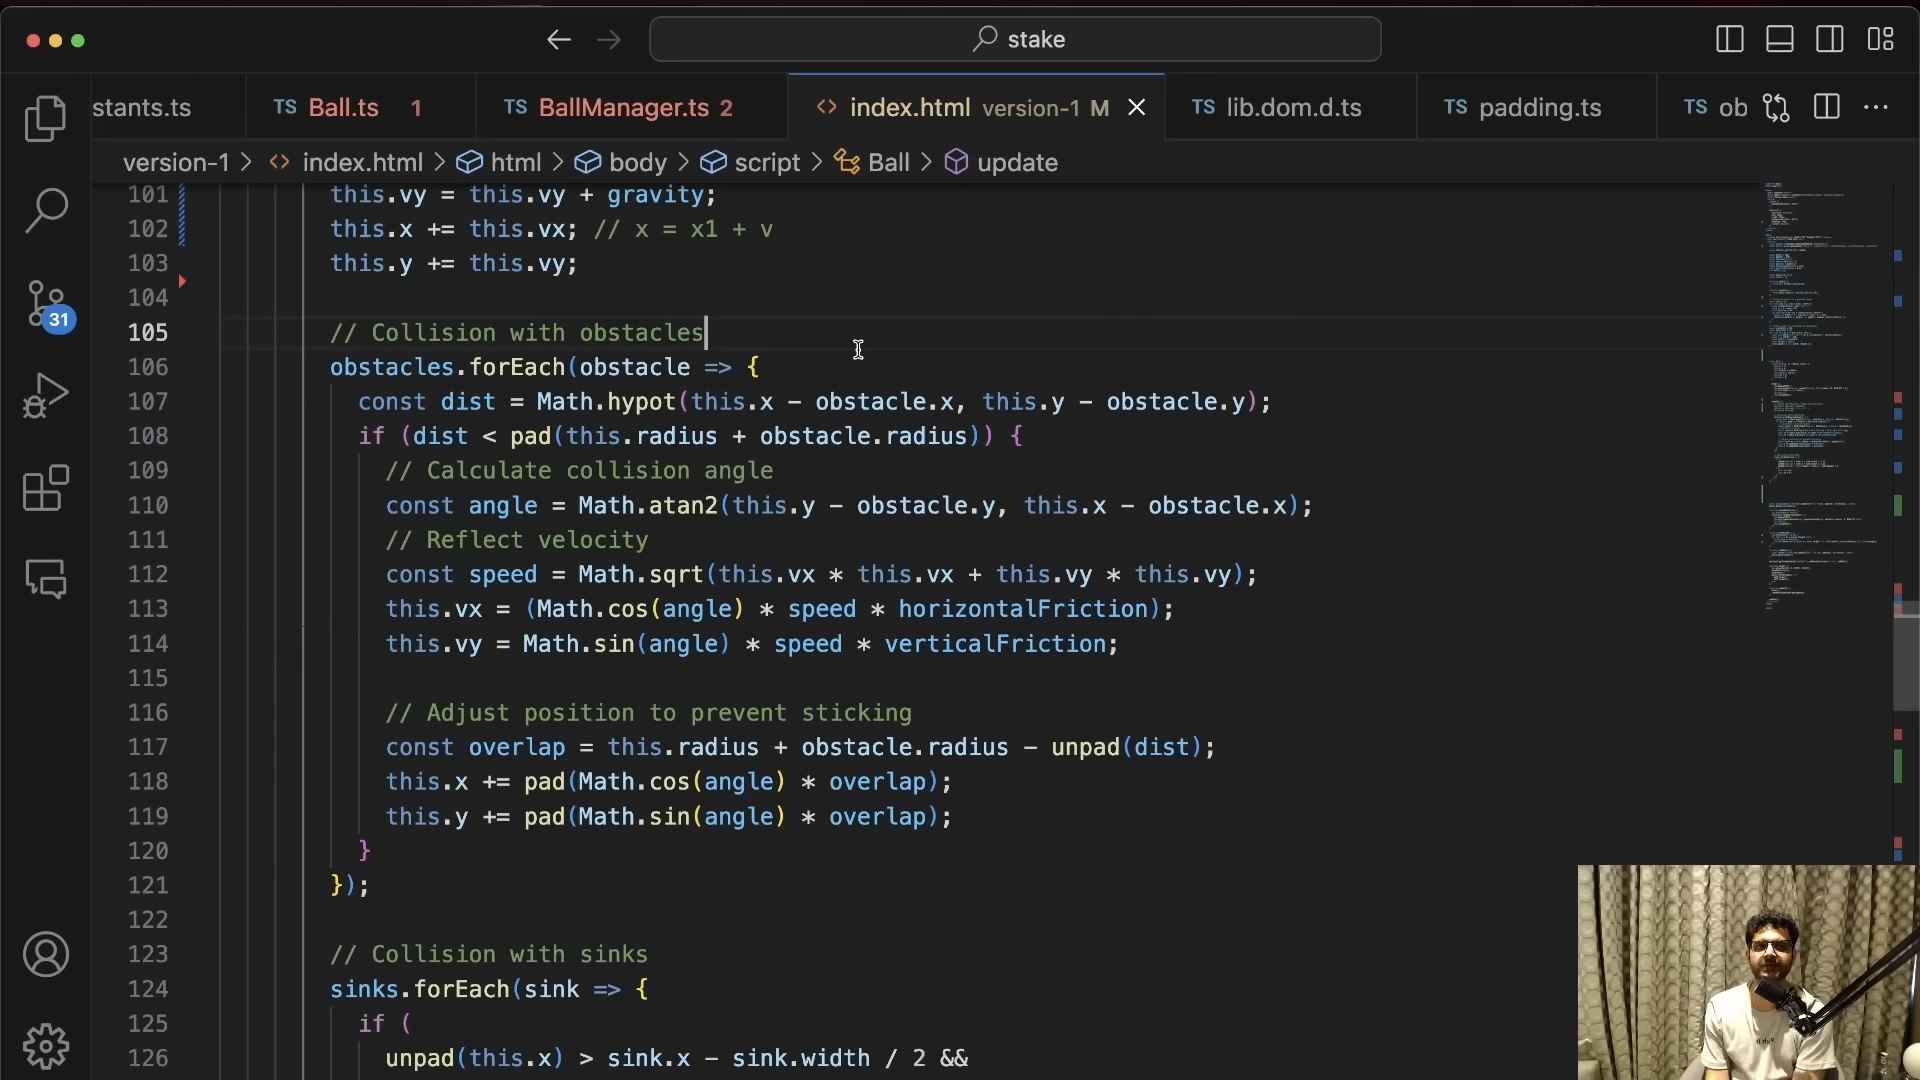 stake
stants.ts
TS Ball.ts 1
TS BallManager.ts 2
<> index.html version-1 M
TS lib.dom.d.ts
TS padding.ts
TS ob
version-1 > <> index.html > html > body > script > Ball > update
101 this.vy = this.vy + gravity;
102 this.x += this.vx; // x = x1 + v
103 this.y += this.vy;
104
105 // Collision with obstacles
106 obstacles.forEach(obstacle => {
107 const dist = Math.hypot(this.x - obstacle.x, this.y - obstacle.y);
108 if (dist < pad(this.radius + obstacle.radius)) {
109 // Calculate collision angle
110 const angle = Math.atan2(this.y - obstacle.y, this.x - obstacle.x);
111 // Reflect velocity
112 const speed = Math.sqrt(this.vx * this.vx + this.vy * this.vy);
113 this.vx = (Math.cos(angle) * speed * horizontalFriction);
114 this.vy = Math.sin(angle) * speed * verticalFriction;
115
116 // Adjust position to prevent sticking
117 const overlap = this.radius + obstacle.radius - unpad(dist);
118 this.x += pad(Math.cos(angle) * overlap);
119 this.y += pad(Math.sin(angle) * overlap);
120 }
121 });
122
123 // Collision with sinks
124 sinks.forEach(sink => {
125 if (
126 unpad(this.x) > sink.x - sink.width / 2 &&
31